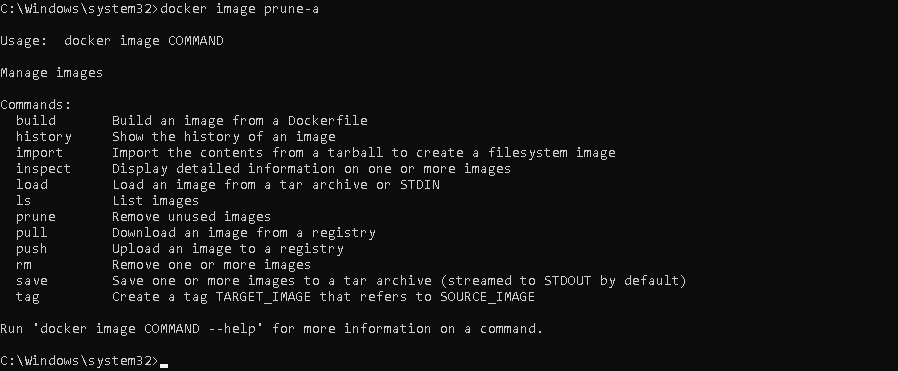 C:\Windows\system32>docker image prune-a
Usage:  docker image COMMAND
Manage images
Commands:
  build       Build an image from a Dockerfile
  history     Show the history of an image
  import      Import the contents from a tarball to create a filesystem image
  inspect     Display detailed information on one or more images
  load        Load an image from a tar archive or STDIN
  ls          List images
  prune       Remove unused images
  pull        Download an image from a registry
  push        Upload an image to a registry
  rm          Remove one or more images
  save        Save one or more images to a tar archive (streamed to STDOUT by default)
  tag         Create a tag TARGET_IMAGE that refers to SOURCE_IMAGE
Run 'docker image COMMAND --help' for more information on a command.
C:\Windows\system32>